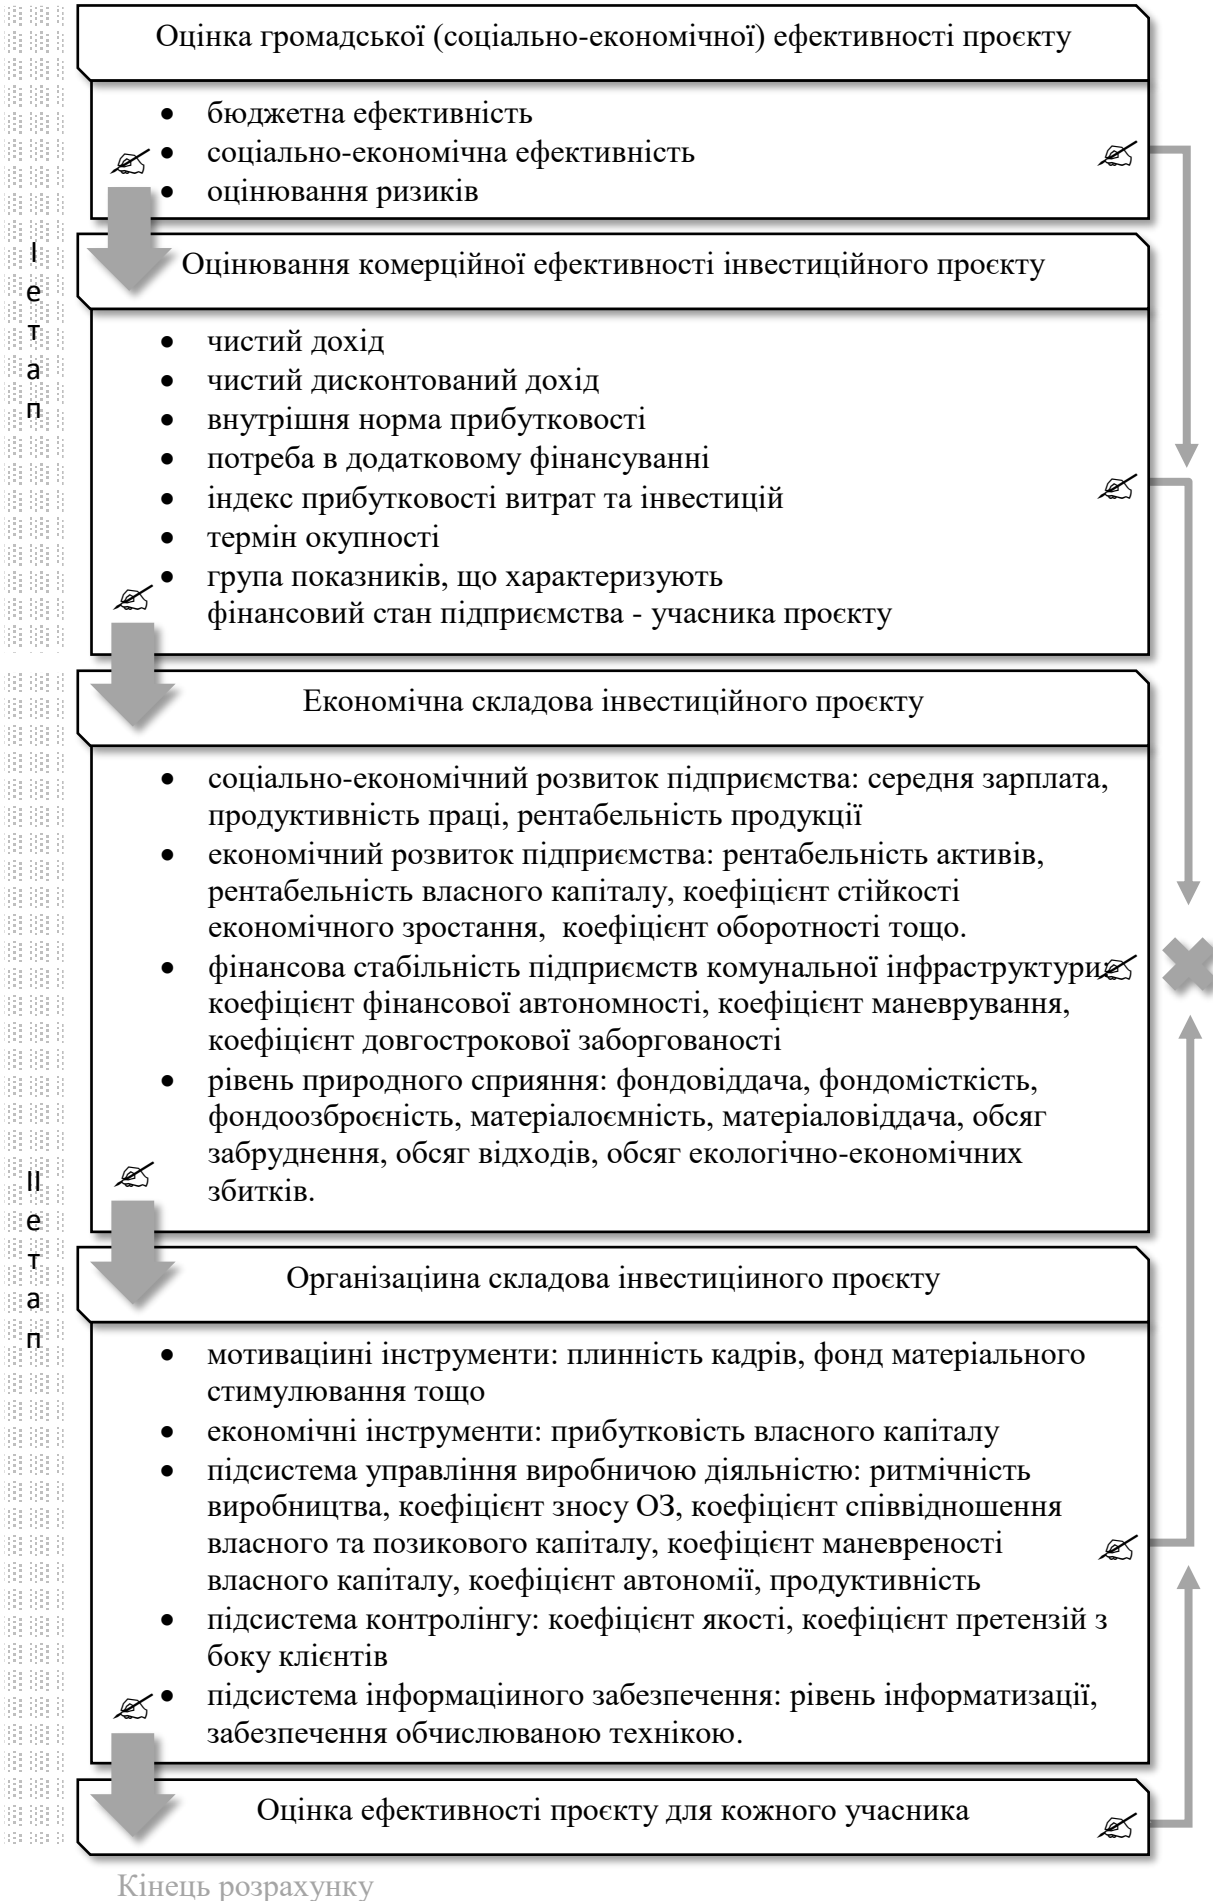 Оцінка громадської (соціально-економічної) ефективності проєкту
• бюджетна ефективність
• соціально-економічна ефективність
• оцінювання ризиків
І етап
Оцінювання комерційної ефективності інвестиційного проєкту
• чистий дохід
• чистий дисконтований дохід
• внутрішня норма прибутковості
• потреба в додатковому фінансуванні
• індекс прибутковості витрат та інвестицій
• термін окупності
• група показників, що характеризують
фінансовий стан підприємства - учасника проєкту
Економічна складова інвестиційного проєкту
• соціально-економічний розвиток підприємства: середня зарплата,
продуктивність праці, рентабельність продукції
• економічний розвиток підприємства: рентабельність активів,
рентабельність власного капіталу, коефіцієнт стійкості
економічного зростання, коефіцієнт оборотності тощо.
• фінансова стабільність підприємств комунальної інфраструктури:
коефіцієнт фінансової автономності, коефіцієнт маневрування,
коефіцієнт довгострокової заборгованості
• рівень природного сприяння: фондовіддача, фондомісткість,
фондоозброєність, матеріалоємність, матеріаловіддача, обсяг
забруднення, обсяг відходів, обсяг екологічно-економічних
збитків.
ІІ етап
Організаціина складова інвестиціиного проєкту
• мотиваціині інструменти: плинність кадрів, фонд матеріального
стимулювання тощо
• економічні інструменти: прибутковість власного капіталу
• підсистема управління виробничою діяльністю: ритмічність
виробництва, коефіцієнт зносу ОЗ, коефіцієнт співвідношення
власного та позикового капіталу, коефіцієнт маневреності
власного капіталу, коефіцієнт автономії, продуктивність
• підсистема контролінгу: коефіцієнт якості, коефіцієнт претензій з
боку клієнтів
• підсистема інформаціиного забезпечення: рівень інформатизації,
забезпечення обчислюваною технікою.
Оцінка ефективності проєкту для кожного учасника
Кінець розрахунку